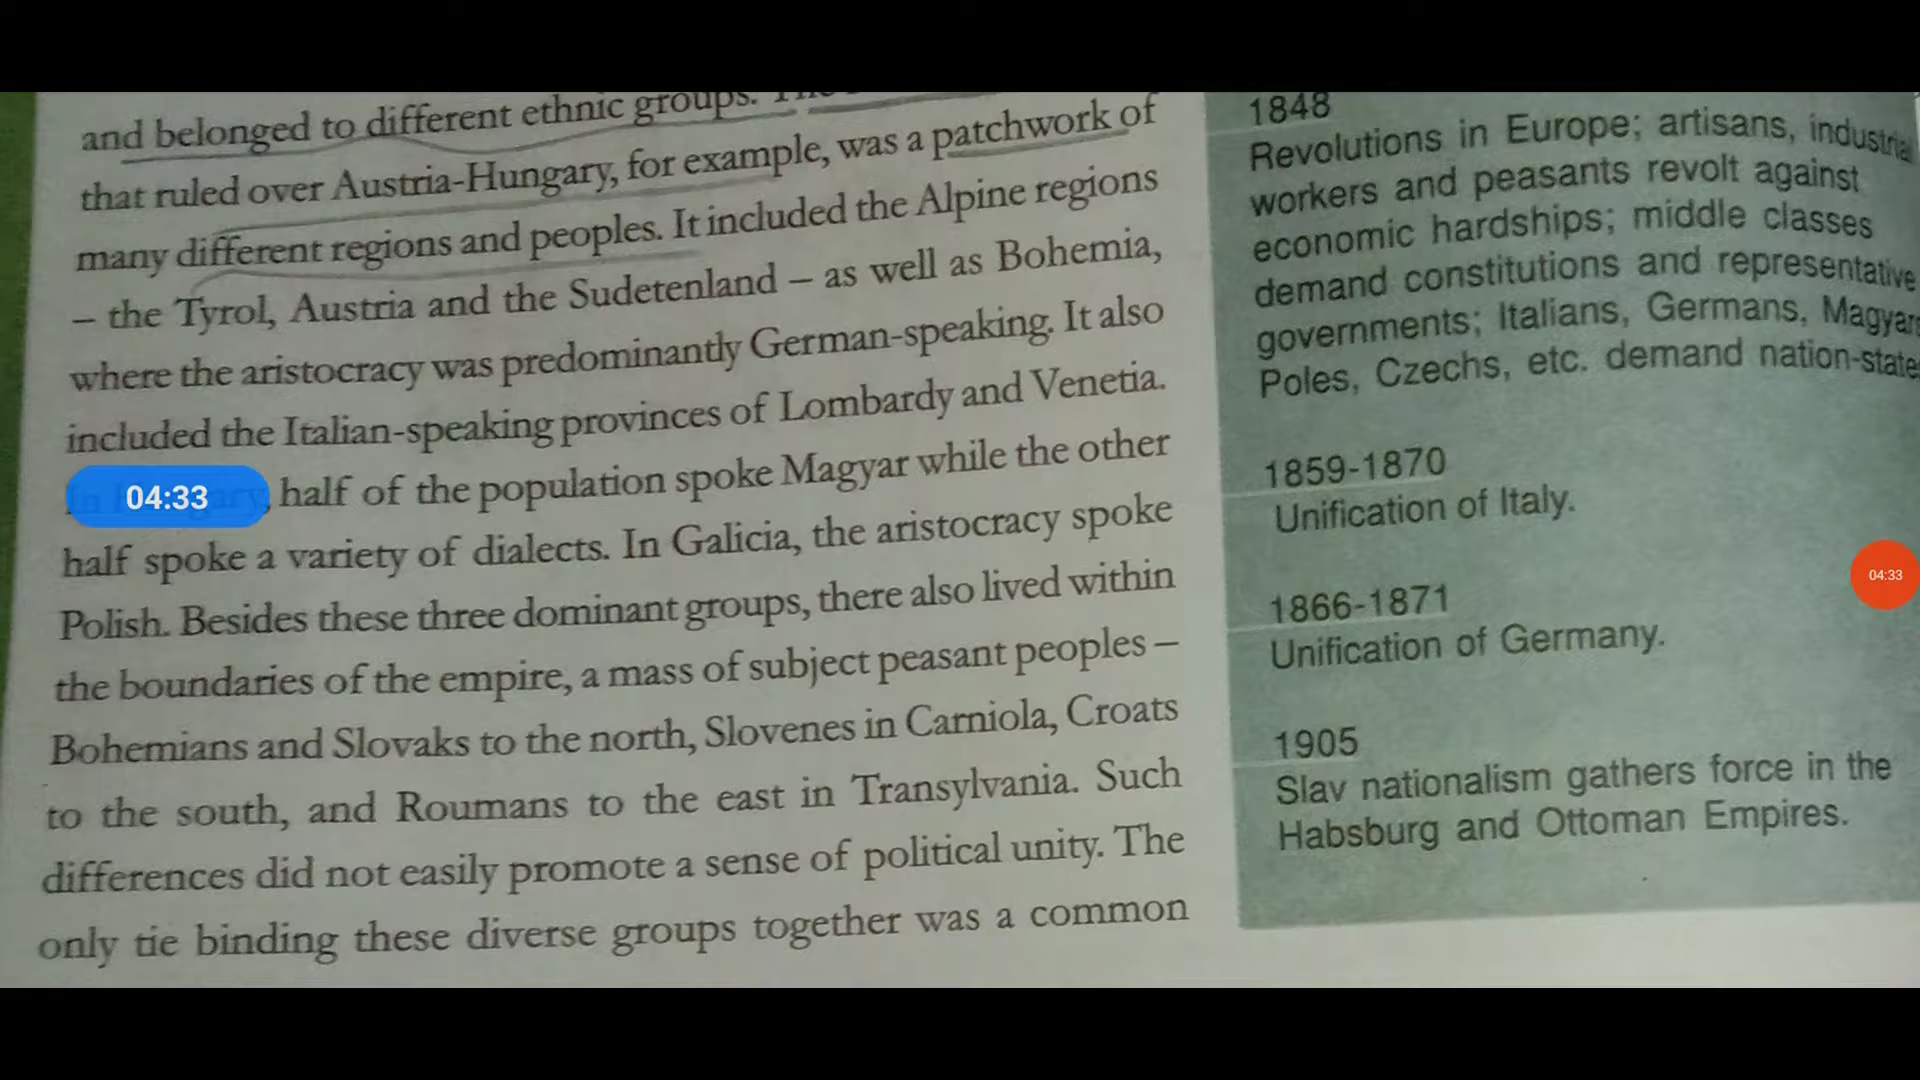 and belonged to different ethnic groups. The
that ruled over Austria-Hungary, for example, was a patchwork of
many different regions and peoples. It included the Alpine regions
– the Tyrol, Austria and the Sudetenland – as well as Bohemia,
where the aristocracy was predominantly German-speaking. It also
included the Italian-speaking provinces of Lombardy and Venetia.
04:33 half of the population spoke Magyar while the other
half spoke a variety of dialects. In Galicia, the aristocracy spoke
Polish. Besides these three dominant groups, there also lived within
the boundaries of the empire, a mass of subject peasant peoples –
Bohemians and Slovaks to the north, Slovenes in Carniola, Croats
to the south, and Roumans to the east in Transylvania. Such
differences did not easily promote a sense of political unity. The
only tie binding these diverse groups together was a common
1848
Revolutions in Europe; artisans, industrial
workers and peasants revolt against
economic hardships; middle classes
demand constitutions and representative
governments; Italians, Germans, Magyars
Poles, Czechs, etc. demand nation-state
1859-1870
Unification of Italy.
1866-1871
Unification of Germany.
1905
Slav nationalism gathers force in the
Habsburg and Ottoman Empires.
04:33